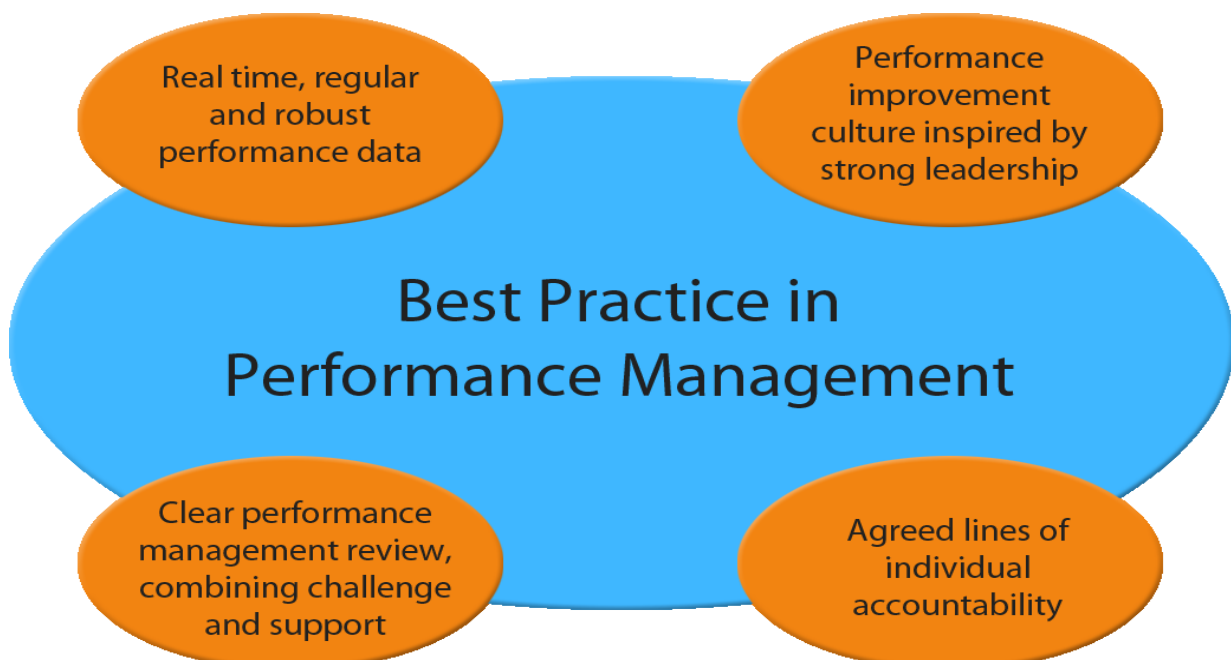 Real time, regular
and robust
performance data
Performance
improvement
culture inspired by
strong leadership
Best Practice in
Performance Management
Clear performance
management review,
combining challenge
and support
Agreed lines of
individual
accountability